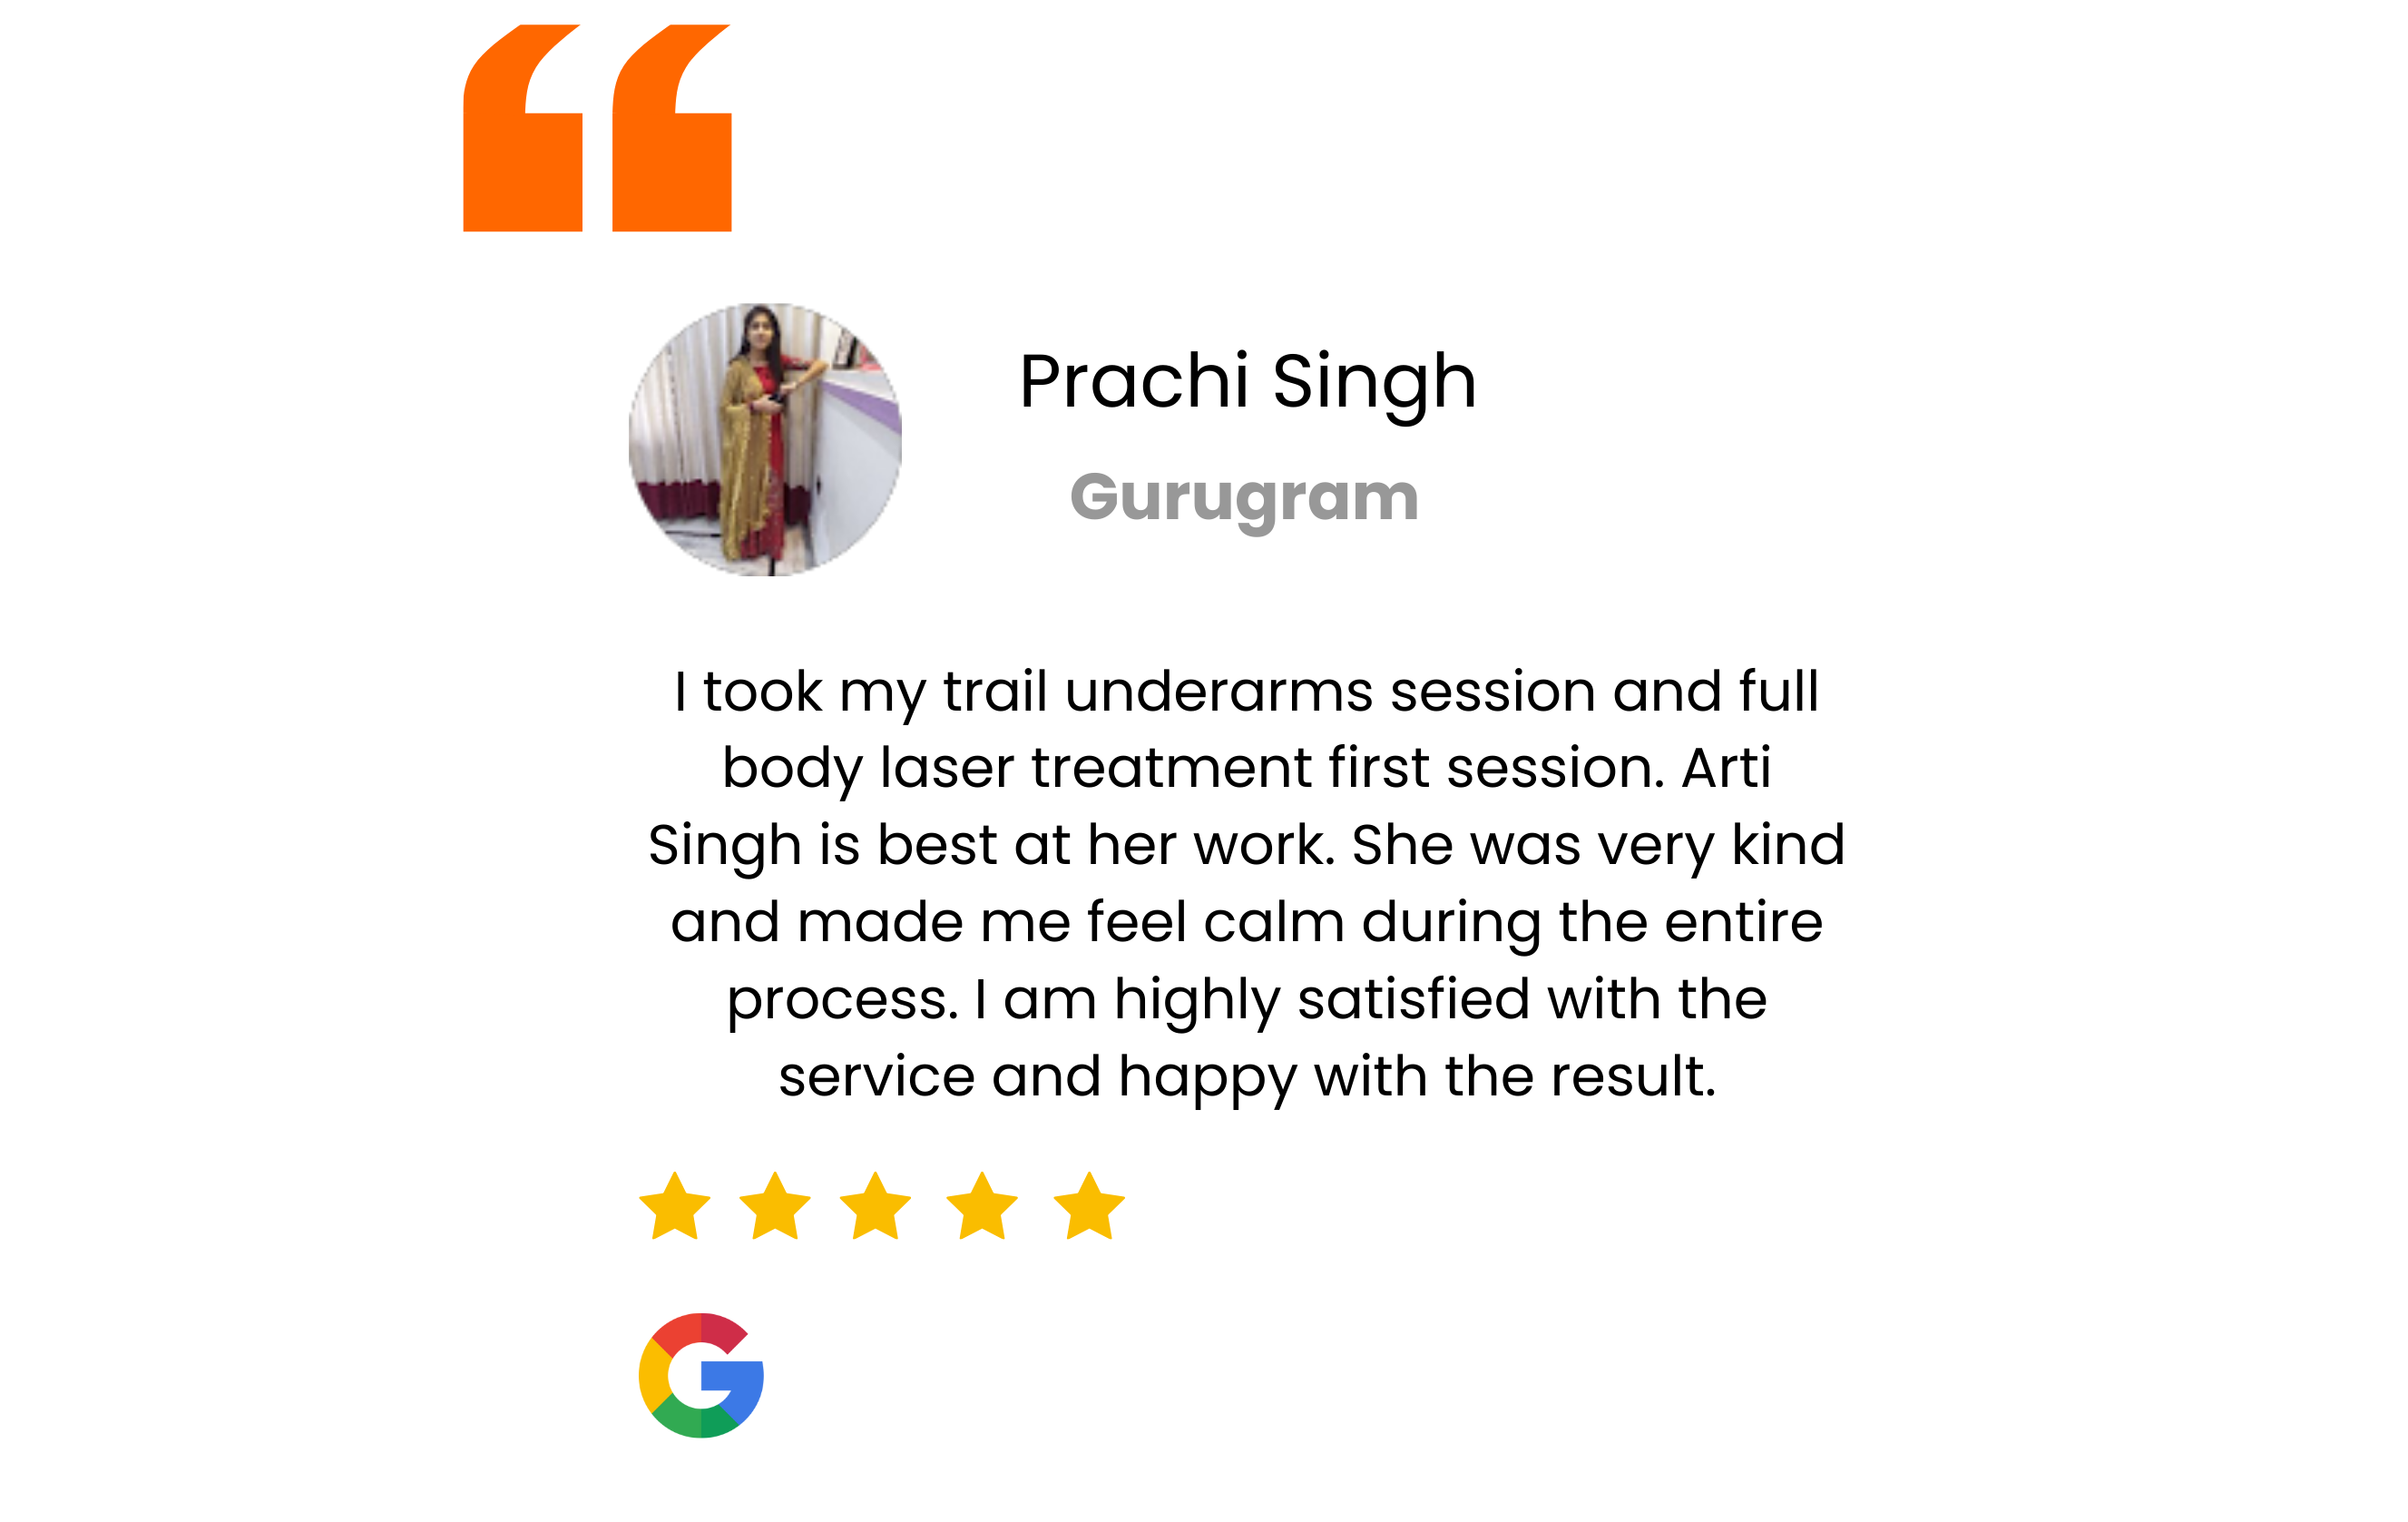 Prachi Singh
Gurugram
I took my trail underarms session and full
body laser treatment first session. Arti
Singh is best at her work. She was very kind
and made me feel calm during the entire
process. I am highly satisfied with the
service and happy with the result.